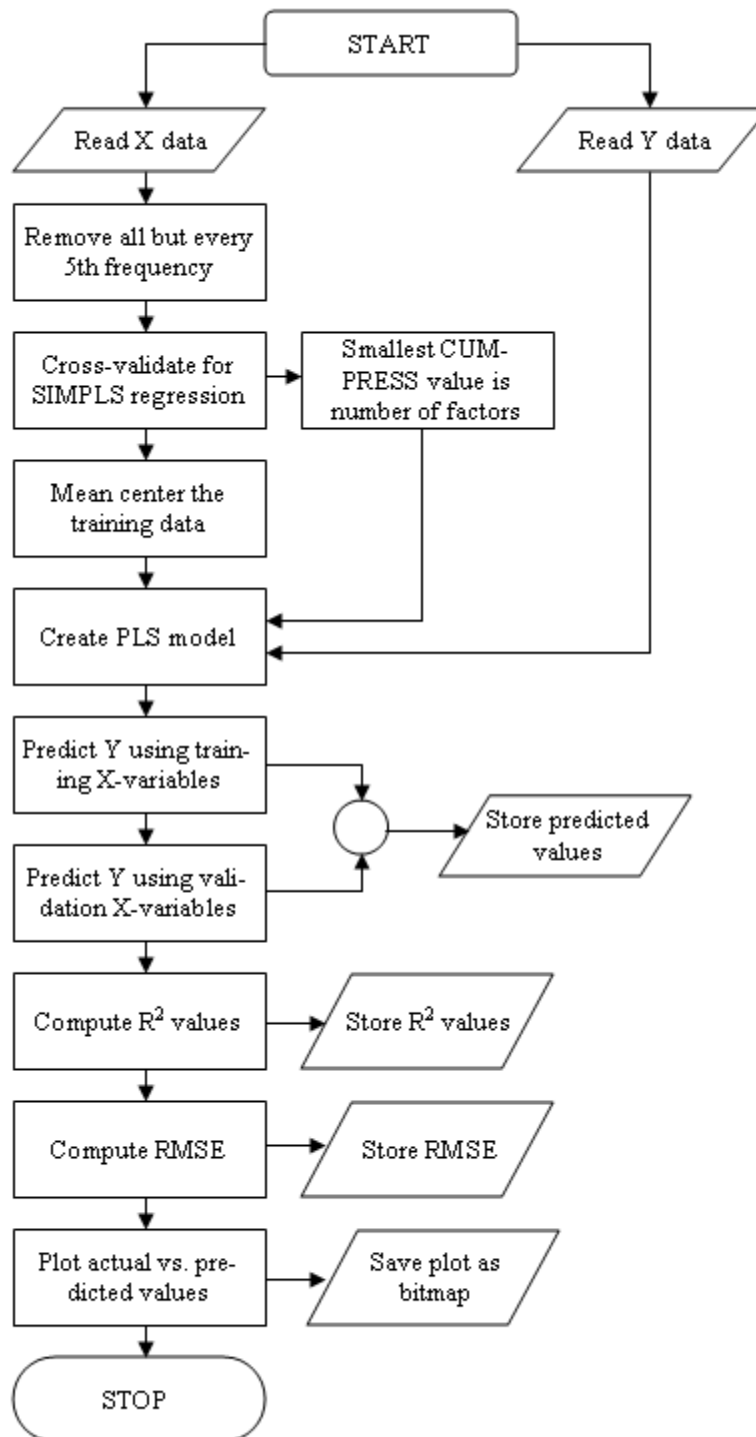 START
Read X data
Read Y data
Remove all but every
5th frequency
Cross-validate for
SIMPLS regression
Smallest CUM-
PRESS value is
number of factors
Mean center the
training data
Create PLS model
Predict Y using train-
ing X-variables
Store predicted
values
Predict Y using vali-
dation X-variables
Compute R² values
Store R² values
Compute RMSE
Store RMSE
Plot actual vs. pre-
dicted values
Save plot as
bitmap
STOP